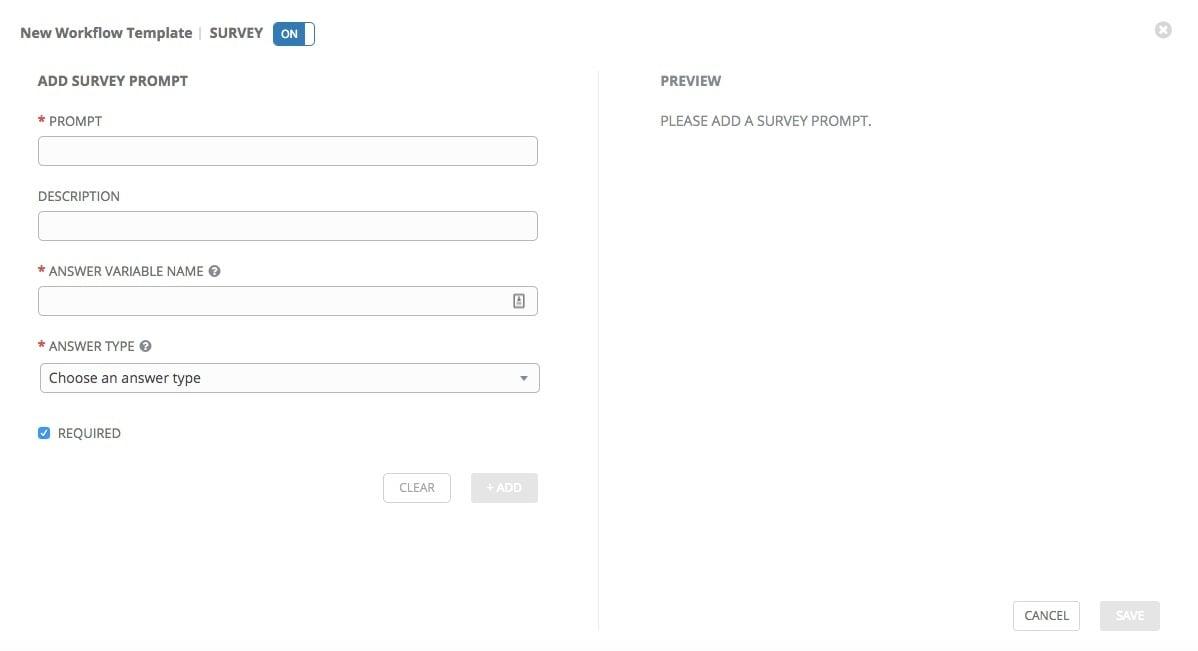 New Workflow Template | SURVEY ON
ADD SURVEY PROMPT
* PROMPT
DESCRIPTION
* ANSWER VARIABLE NAME ?
* ANSWER TYPE ?
Choose an answer type
REQUIRED
CLEAR + ADD
PREVIEW
PLEASE ADD A SURVEY PROMPT.
CANCEL SAVE